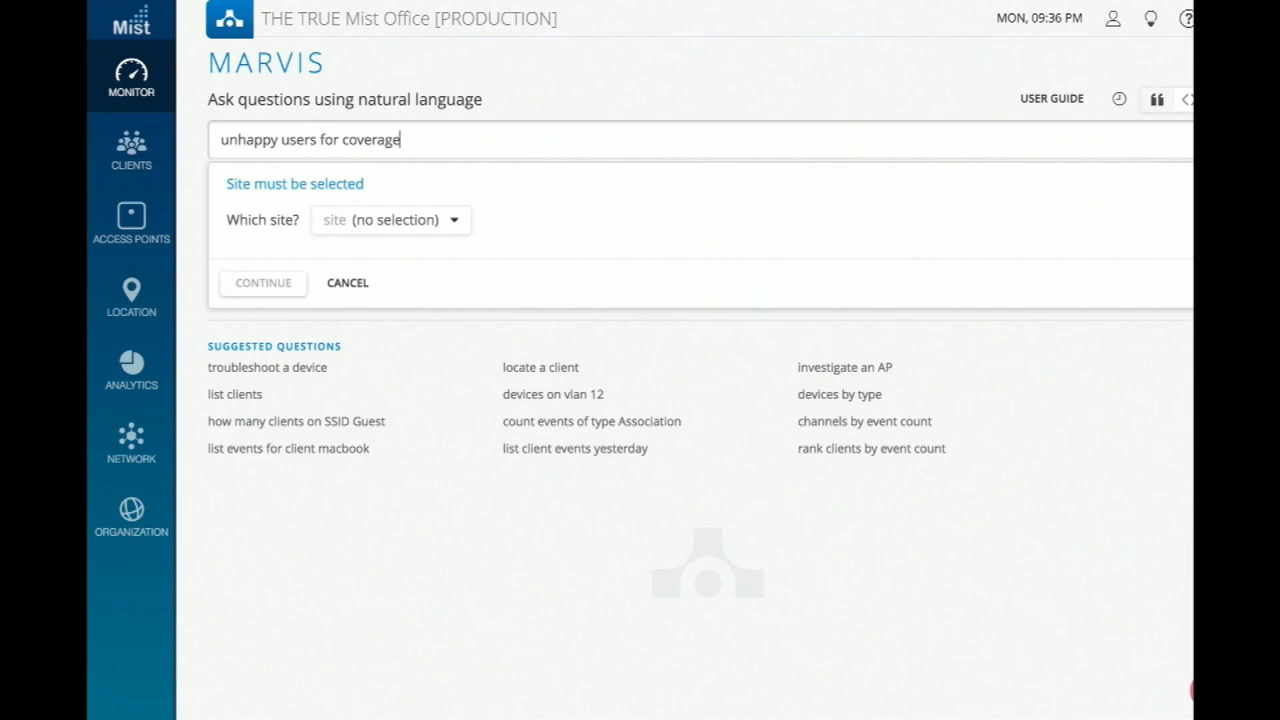 Mist
THE TRUE Mist Office [PRODUCTION]
MON, 09:36 PM
?
MONITOR
CLIENTS
ACCESS POINTS
LOCATION
ANALYTICS
NETWORK
ORGANIZATION
MARVIS
Ask questions using natural language
USER GUIDE
unhappy users for coverage
Site must be selected
Which site? site (no selection)
CONTINUE CANCEL
SUGGESTED QUESTIONS
troubleshoot a device locate a client investigate an AP
list clients devices on vlan 12 devices by type
how many clients on SSID Guest count events of type Association channels by event count
list events for client macbook list client events yesterday rank clients by event count